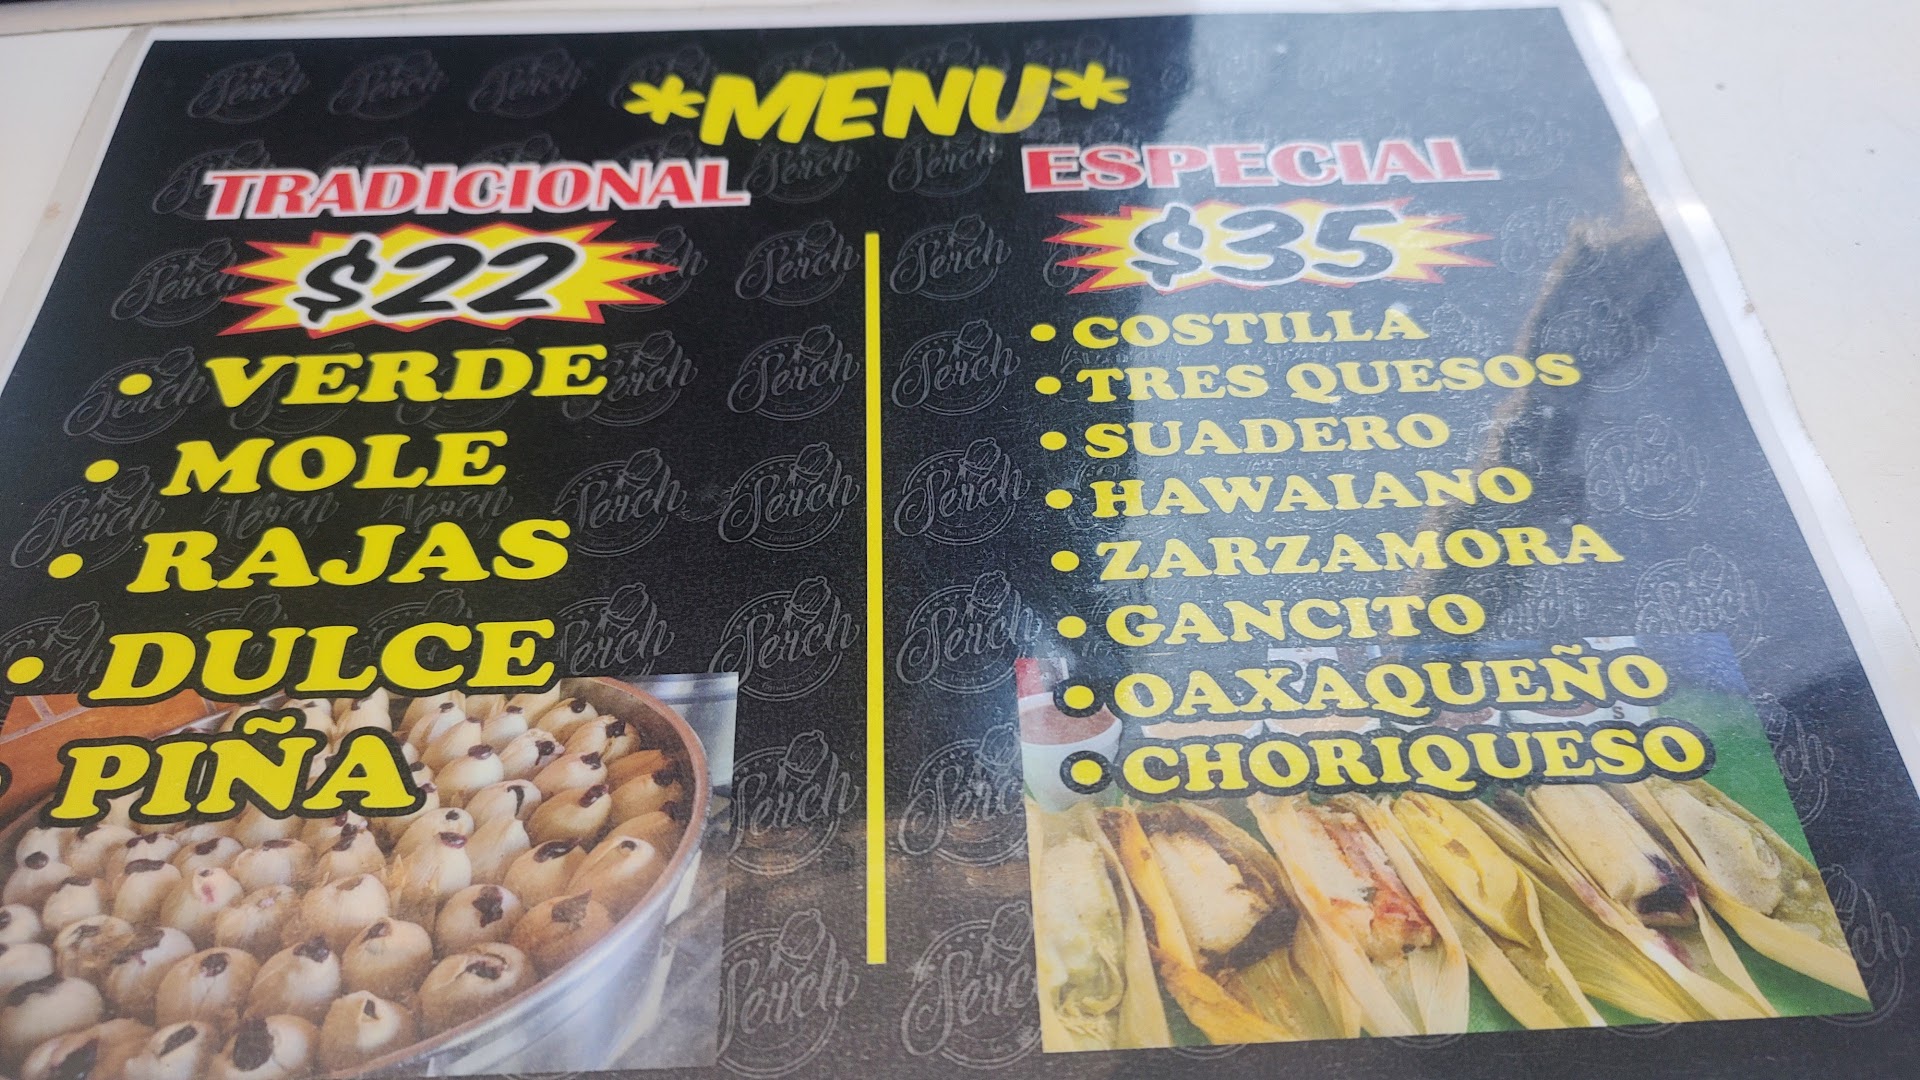 *MENU*
TRADICIONAL
$22
• VERDE
• MOLE
• RAJAS
• DULCE
• PIÑA
ESPECIAL
$35
• COSTILLA
• TRES QUESOS
• SUADERO
• HAWAIANO
• ZARZAMORA
• GANCITO
• OAXAQUEÑO
• CHORIQUESO
Serch